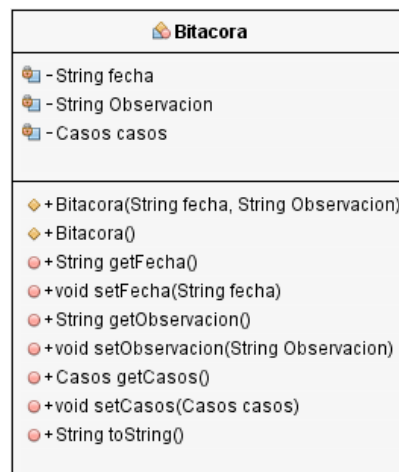 Bitacora
-String fecha
-String Observacion
-Casos casos
+Bitacora(String fecha, String Observacion)
+Bitacora()
+String getFecha()
+void setFecha(String fecha)
+String getObservacion()
+void setObservacion(String Observacion)
+Casos getCasos()
+void setCasos(Casos casos)
+String toString()